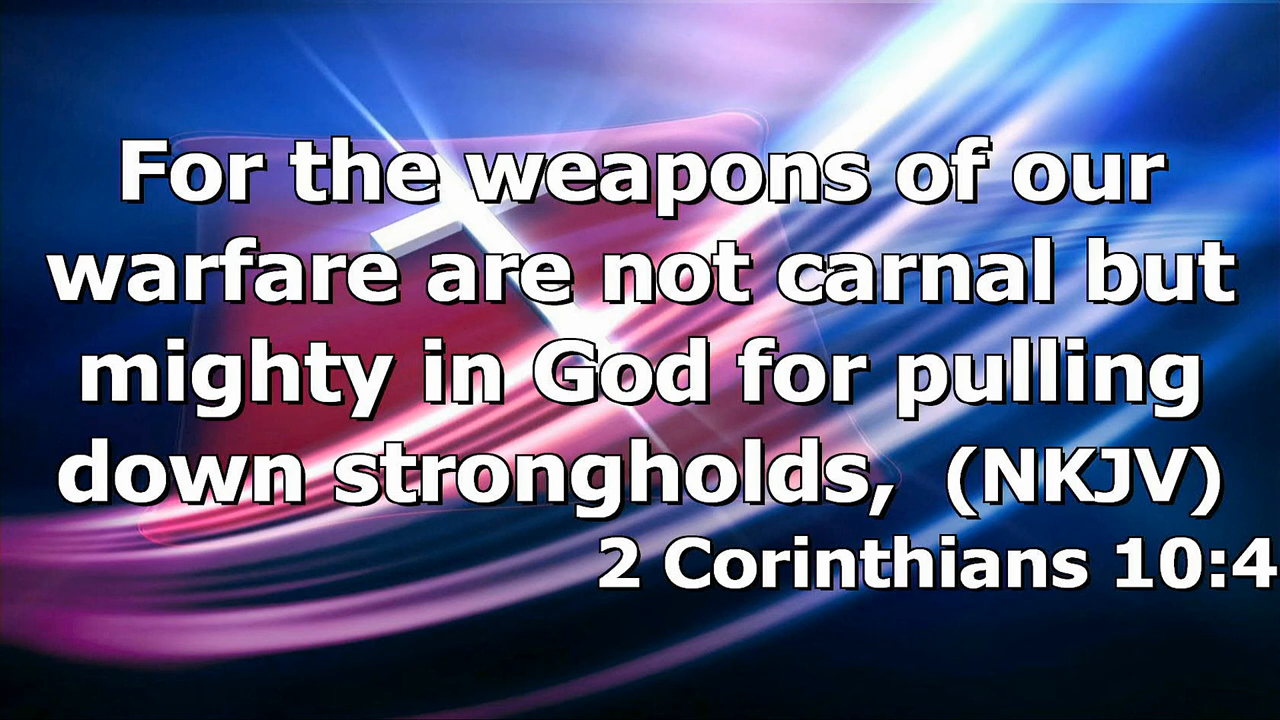 For the weapons of our
warfare are not carnal but
mighty in God for pulling
down strongholds, (NKJV)
2 Corinthians 10:4